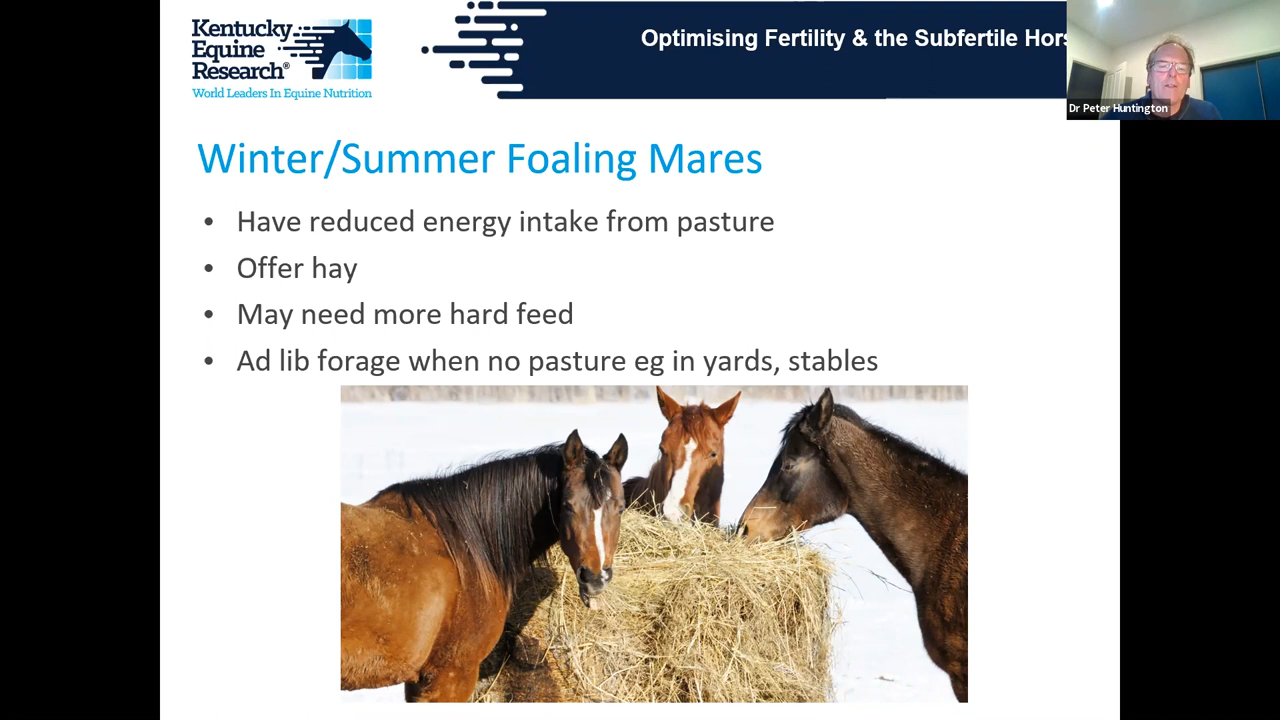 Kentucky
Equine
Research®
World Leaders In Equine Nutrition
Optimising Fertility & the Subfertile Hors
Dr Peter Huntington
Winter/Summer Foaling Mares
• Have reduced energy intake from pasture
• Offer hay
• May need more hard feed
• Ad lib forage when no pasture eg in yards, stables